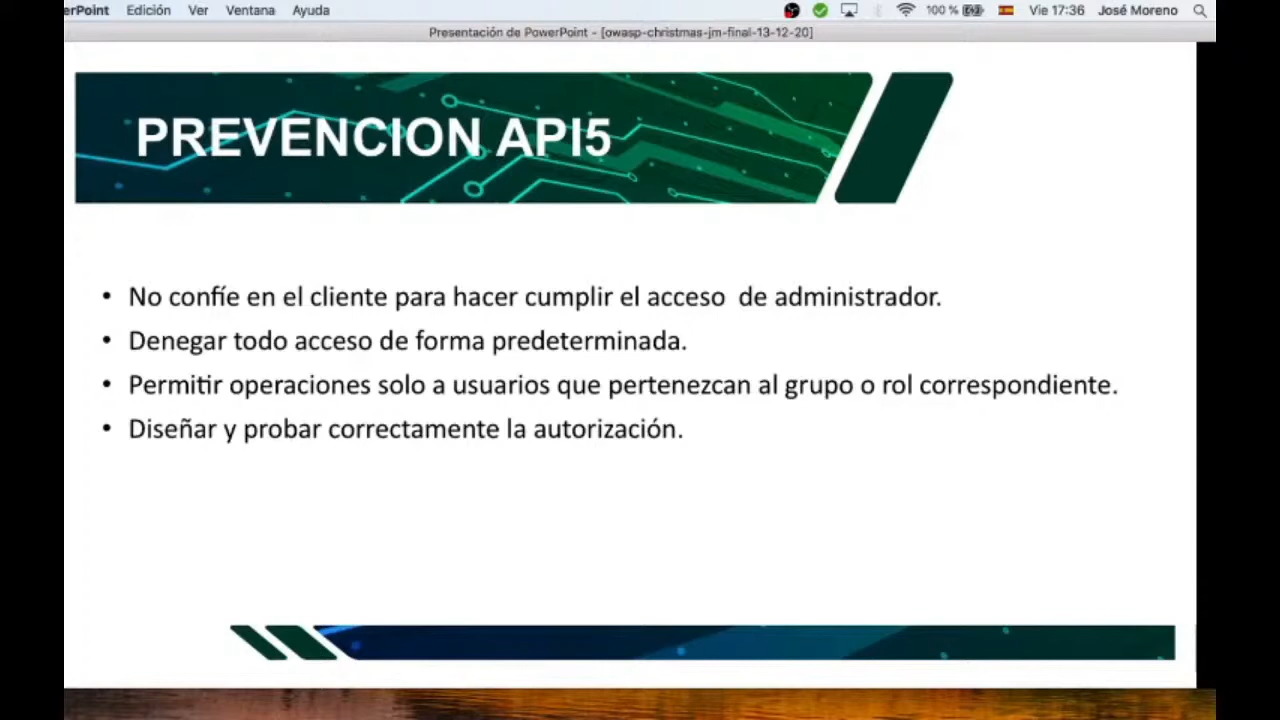 erPoint Edición Ver Ventana Ayuda 100 % Vie 17:36 José Moreno
Presentación de PowerPoint - [owasp-christmas-jm-final-13-12-20]
PREVENCION API5
• No confíe en el cliente para hacer cumplir el acceso de administrador.
• Denegar todo acceso de forma predeterminada.
• Permitir operaciones solo a usuarios que pertenezcan al grupo o rol correspondiente.
• Diseñar y probar correctamente la autorización.